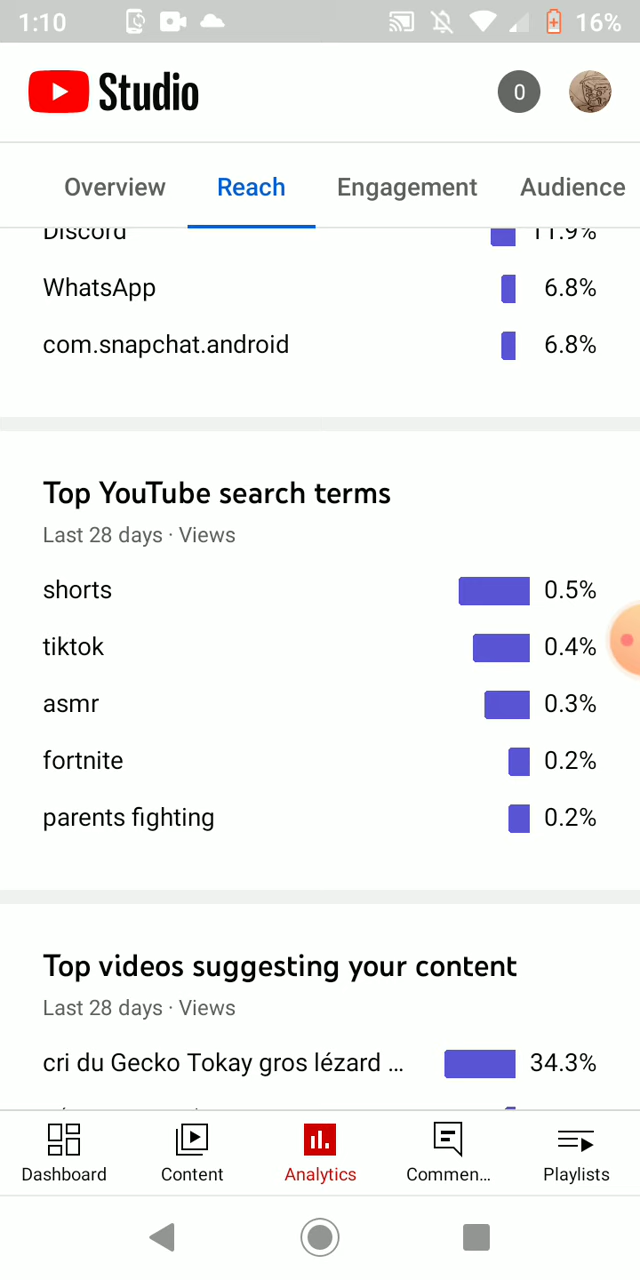 1:10 16%
Studio 0
Overview Reach Engagement Audience
Discord 11.9%
WhatsApp 6.8%
com.snapchat.android 6.8%
Top YouTube search terms
Last 28 days · Views
shorts 0.5%
tiktok 0.4%
asmr 0.3%
fortnite 0.2%
parents fighting 0.2%
Top videos suggesting your content
Last 28 days · Views
cri du Gecko Tokay gros lézard ... 34.3%
Dashboard Content Analytics Commen... Playlists